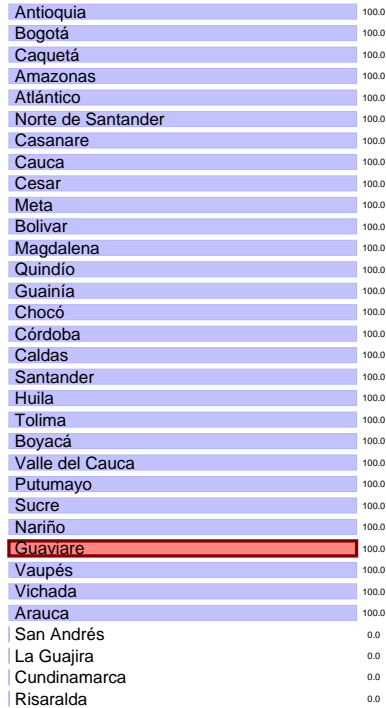 Antioquia 100.0
Bogotá 100.0
Caquetá 100.0
Amazonas 100.0
Atlántico 100.0
Norte de Santander 100.0
Casanare 100.0
Cauca 100.0
Cesar 100.0
Meta 100.0
Bolivar 100.0
Magdalena 100.0
Quindío 100.0
Guainía 100.0
Chocó 100.0
Córdoba 100.0
Caldas 100.0
Santander 100.0
Huila 100.0
Tolima 100.0
Boyacá 100.0
Valle del Cauca 100.0
Putumayo 100.0
Sucre 100.0
Nariño 100.0
Guaviare 100.0
Vaupés 100.0
Vichada 100.0
Arauca 100.0
San Andrés 0.0
La Guajira 0.0
Cundinamarca 0.0
Risaralda 0.0